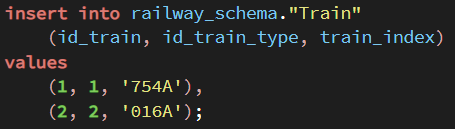 insert into railway_schema."Train"
(id_train, id_train_type, train_index)
values
(1, 1, '754A'),
(2, 2, '016A');